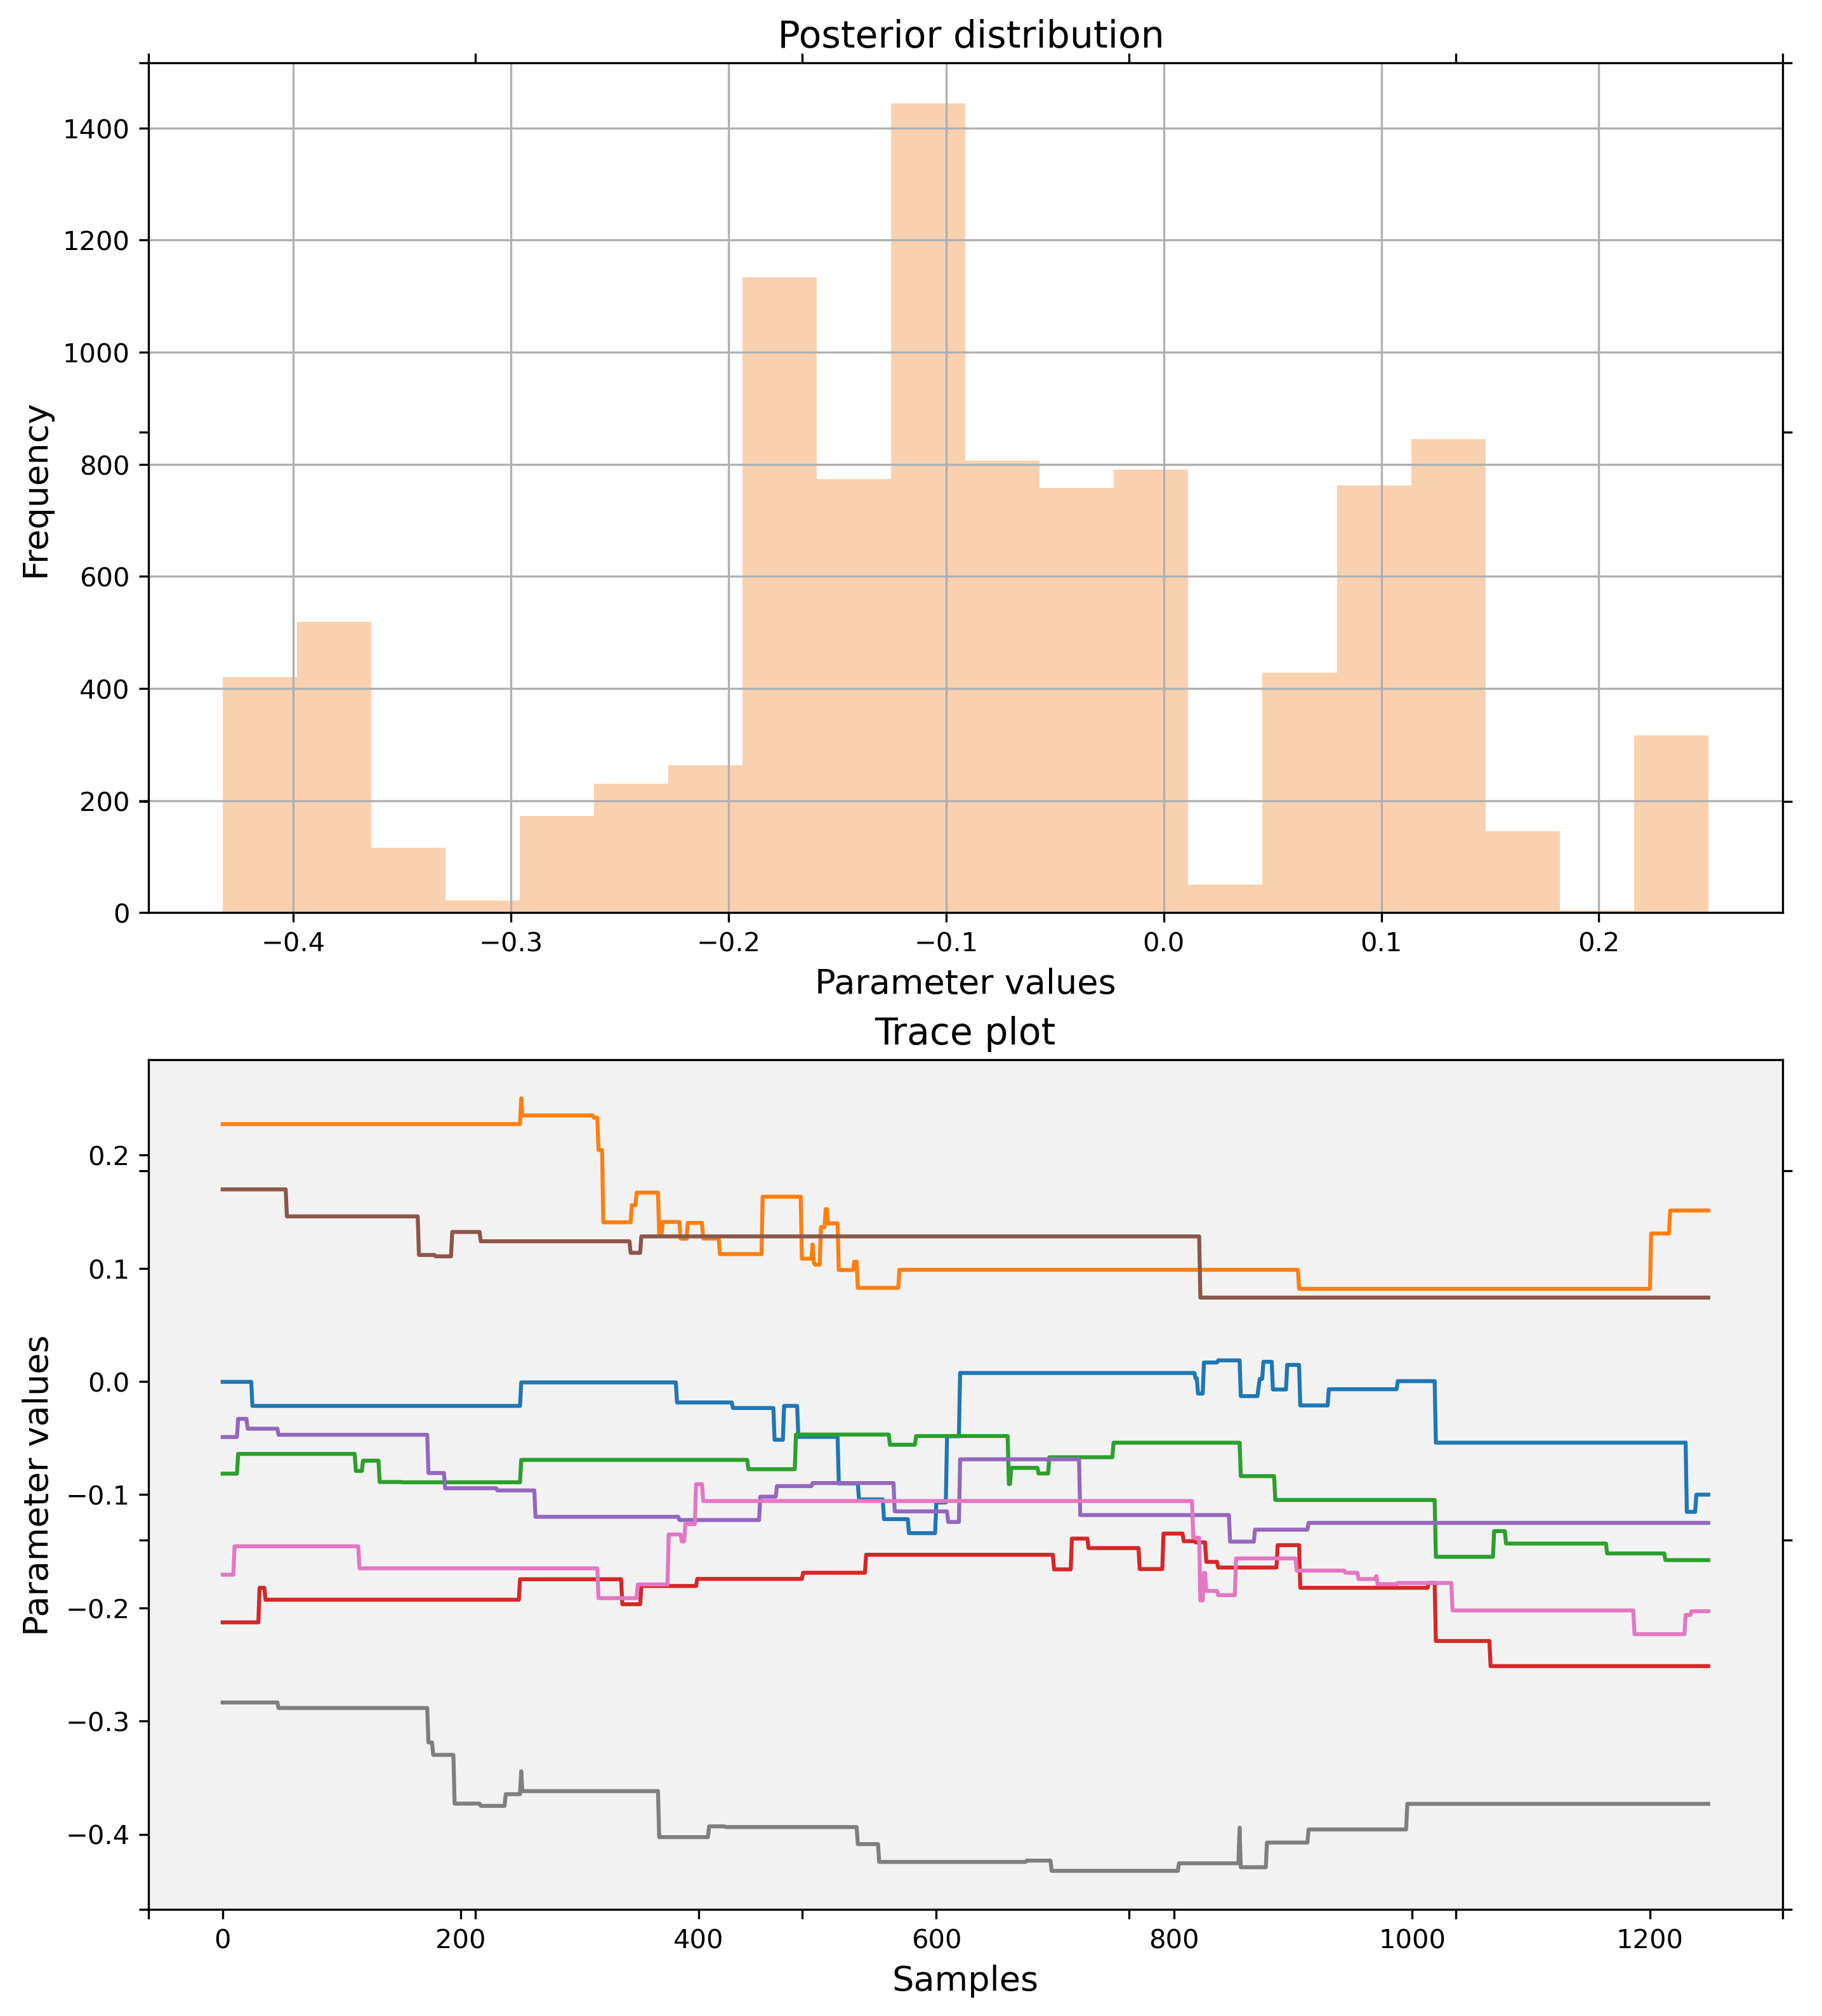 Posterior distribution
1400
1200
1000
800
600
400
200
0
Frequency
−0.4 −0.3 −0.2 −0.1 0.0 0.1 0.2
Parameter values
Trace plot
0.2
0.1
0.0
−0.1
−0.2
−0.3
−0.4
Parameter values
0 200 400 600 800 1000 1200
Samples